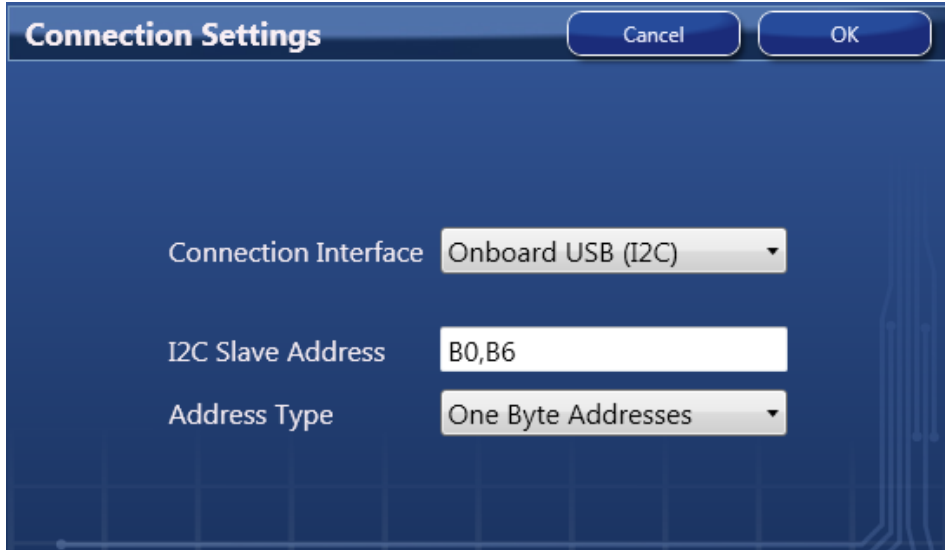 Connection Settings Cancel OK
Connection Interface Onboard USB (I2C)
I2C Slave Address B0,B6
Address Type One Byte Addresses